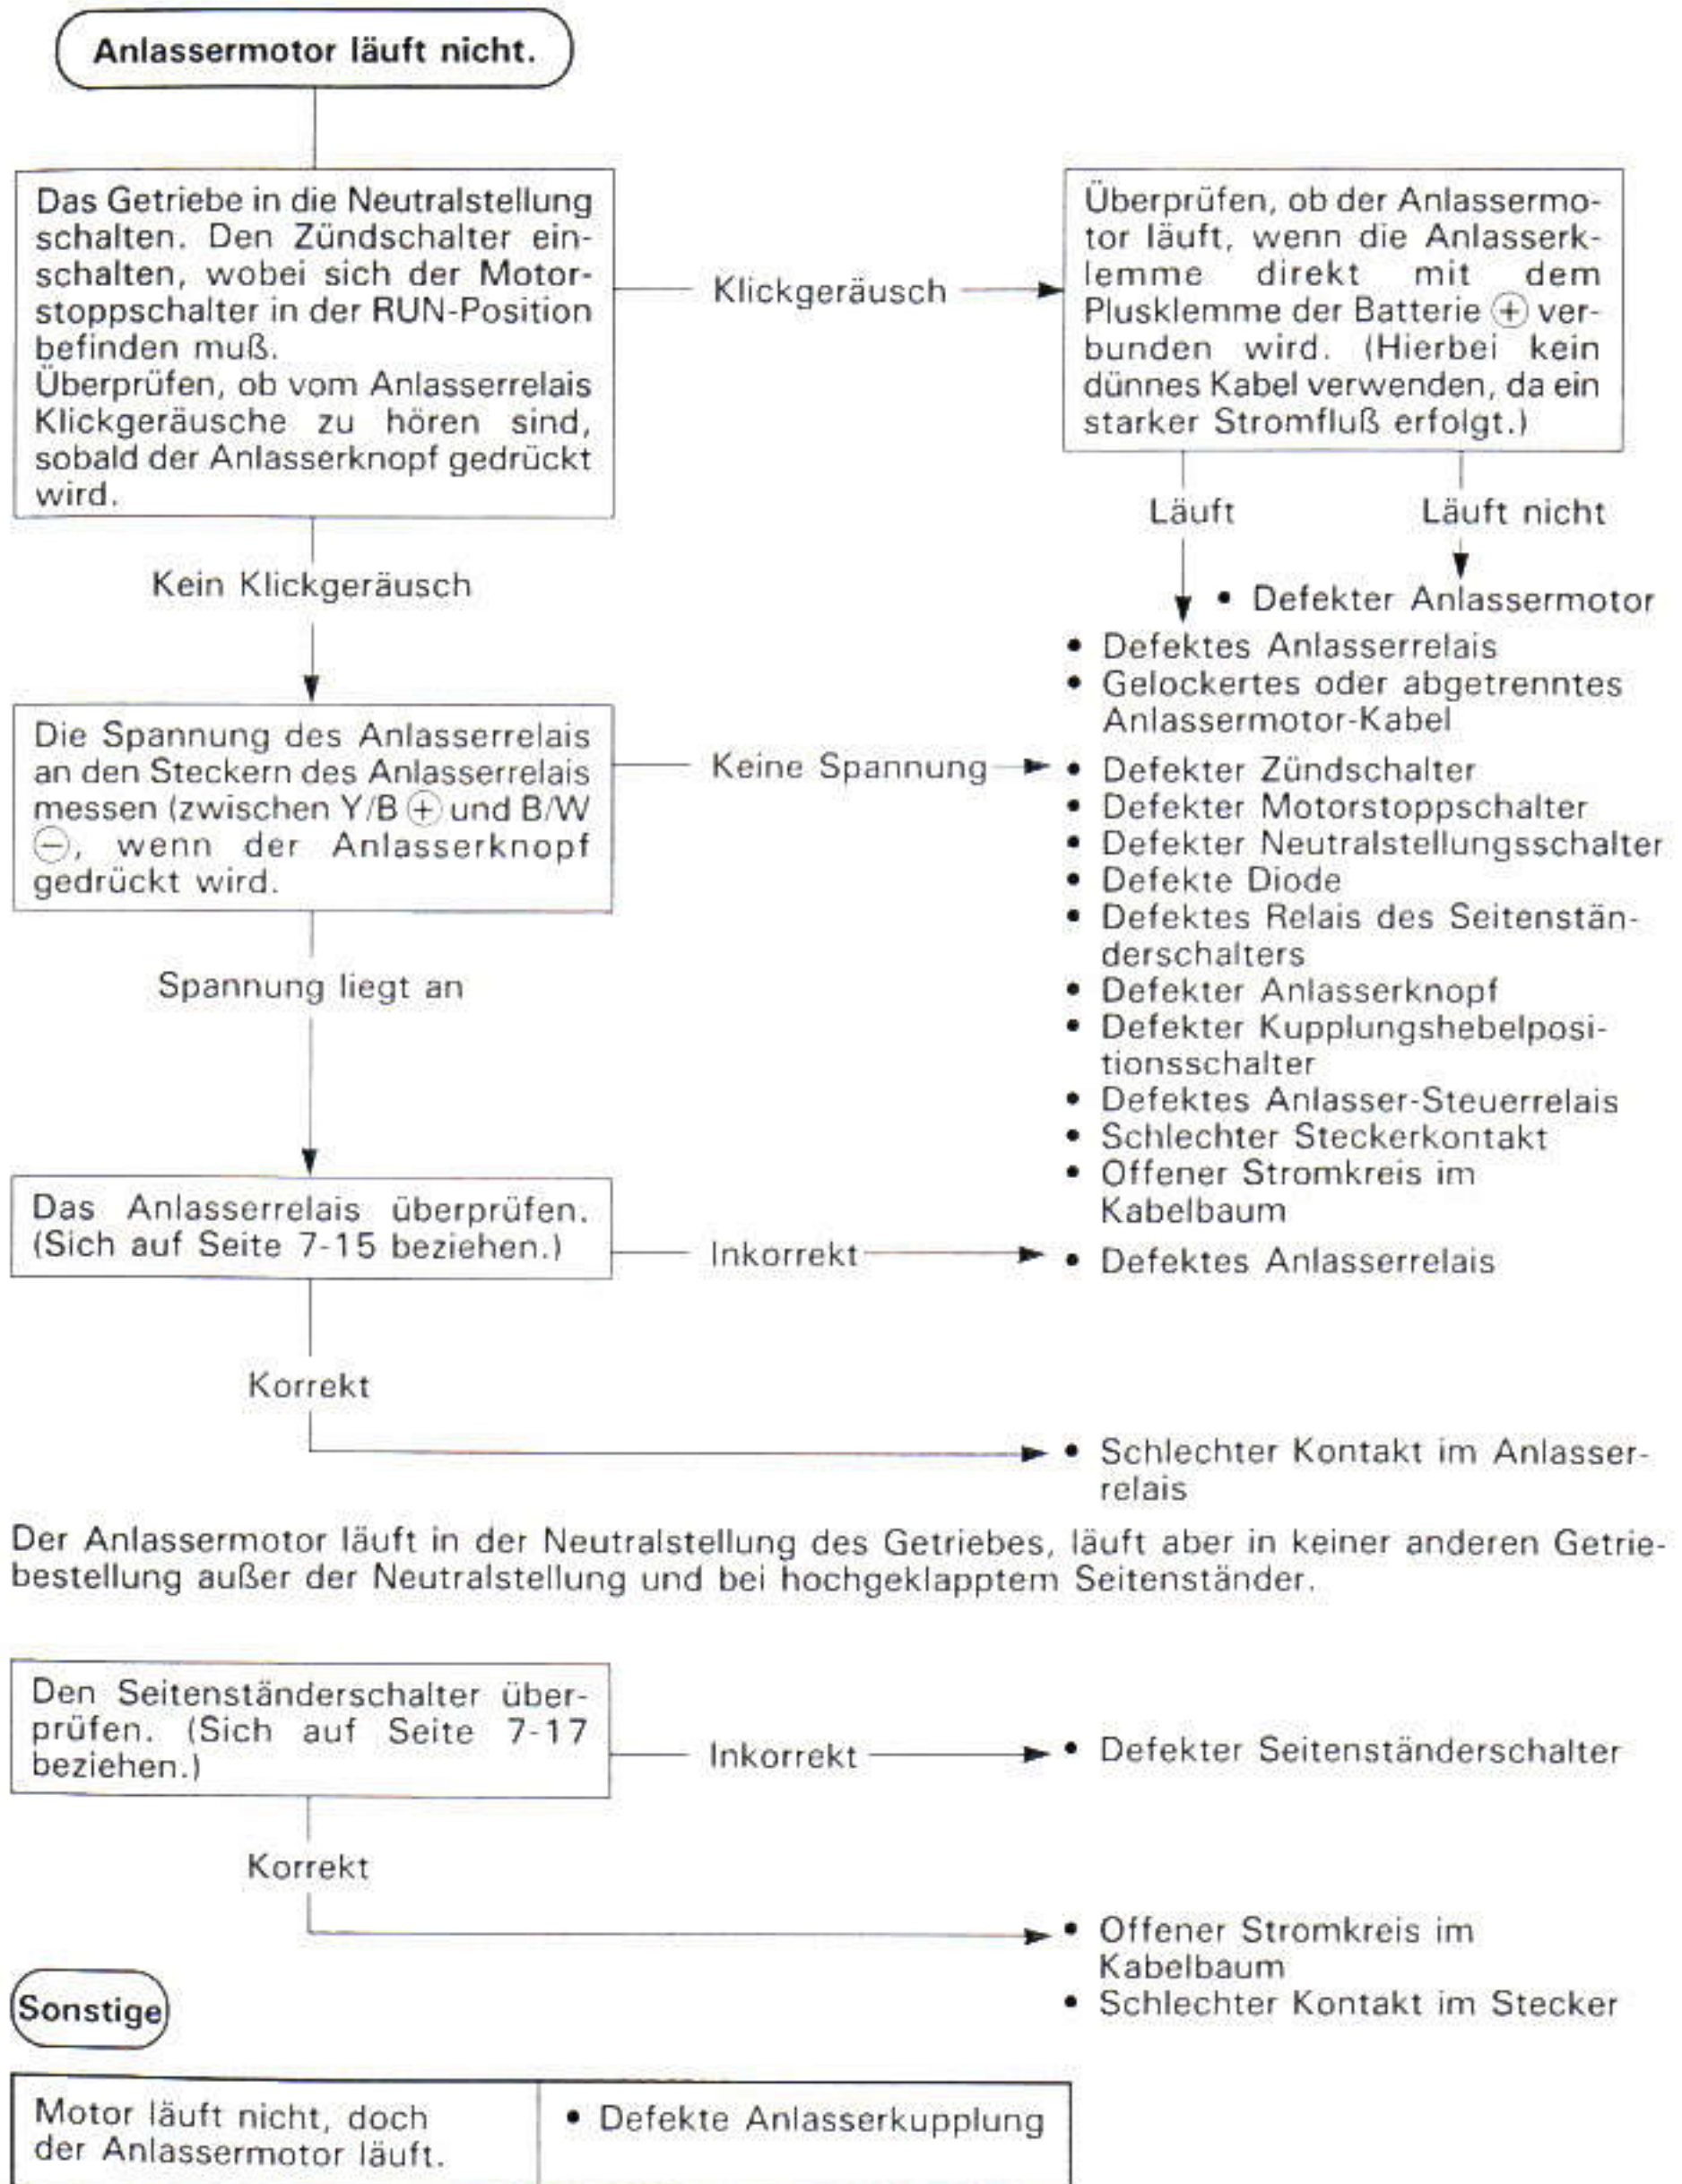 Anlassermotor läuft nicht.
Das Getriebe in die Neutralstellung
schalten. Den Zündschalter ein-
schalten, wobei sich der Motor-
stoppschalter in der RUN-Position
befinden muß.
Überprüfen, ob vom Anlasserrelais
Klickgeräusche zu hören sind,
sobald der Anlasserknopf gedrückt
wird.
Klickgeräusch
Überprüfen, ob der Anlassermo-
tor läuft, wenn die Anlasserk-
lemme direkt mit dem
Plusklemme der Batterie ⊕ ver-
bunden wird. (Hierbei kein
dünnes Kabel verwenden, da ein
starker Stromfluß erfolgt.)
Läuft
Läuft nicht
• Defekter Anlassermotor
• Defektes Anlasserrelais
• Gelockertes oder abgetrenntes
Anlassermotor-Kabel
Kein Klickgeräusch
Die Spannung des Anlasserrelais
an den Steckern des Anlasserrelais
messen (zwischen Y/B ⊕ und B/W
⊖, wenn der Anlasserknopf
gedrückt wird.
Keine Spannung
• Defekter Zündschalter
• Defekter Motorstoppschalter
• Defekter Neutralstellungsschalter
• Defekte Diode
• Defektes Relais des Seitenstän-
derschalters
• Defekter Anlasserknopf
• Defekter Kupplungshebelposi-
tionsschalter
• Defektes Anlasser-Steuerrelais
• Schlechter Steckerkontakt
• Offener Stromkreis im
Kabelbaum
Spannung liegt an
Das Anlasserrelais überprüfen.
(Sich auf Seite 7-15 beziehen.)
Inkorrekt
• Defektes Anlasserrelais
Korrekt
• Schlechter Kontakt im Anlasser-
relais
Der Anlassermotor läuft in der Neutralstellung des Getriebes, läuft aber in keiner anderen Getrie-
bestellung außer der Neutralstellung und bei hochgeklapptem Seitenständer.
Den Seitenständerschalter über-
prüfen. (Sich auf Seite 7-17
beziehen.)
Inkorrekt
• Defekter Seitenständerschalter
Korrekt
• Offener Stromkreis im
Kabelbaum
• Schlechter Kontakt im Stecker
Sonstige
Motor läuft nicht, doch
der Anlassermotor läuft.
• Defekte Anlasserkupplung